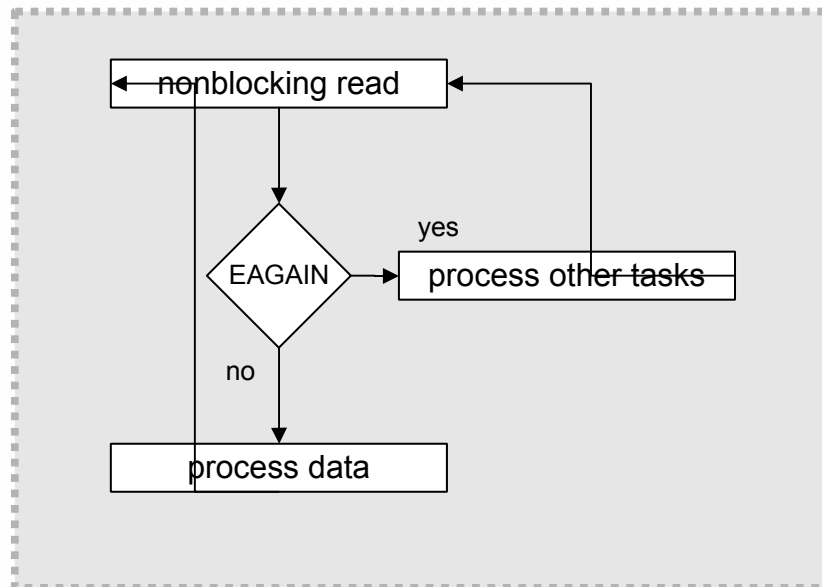 nonblocking read
yes
EAGAIN
process other tasks
no
process data